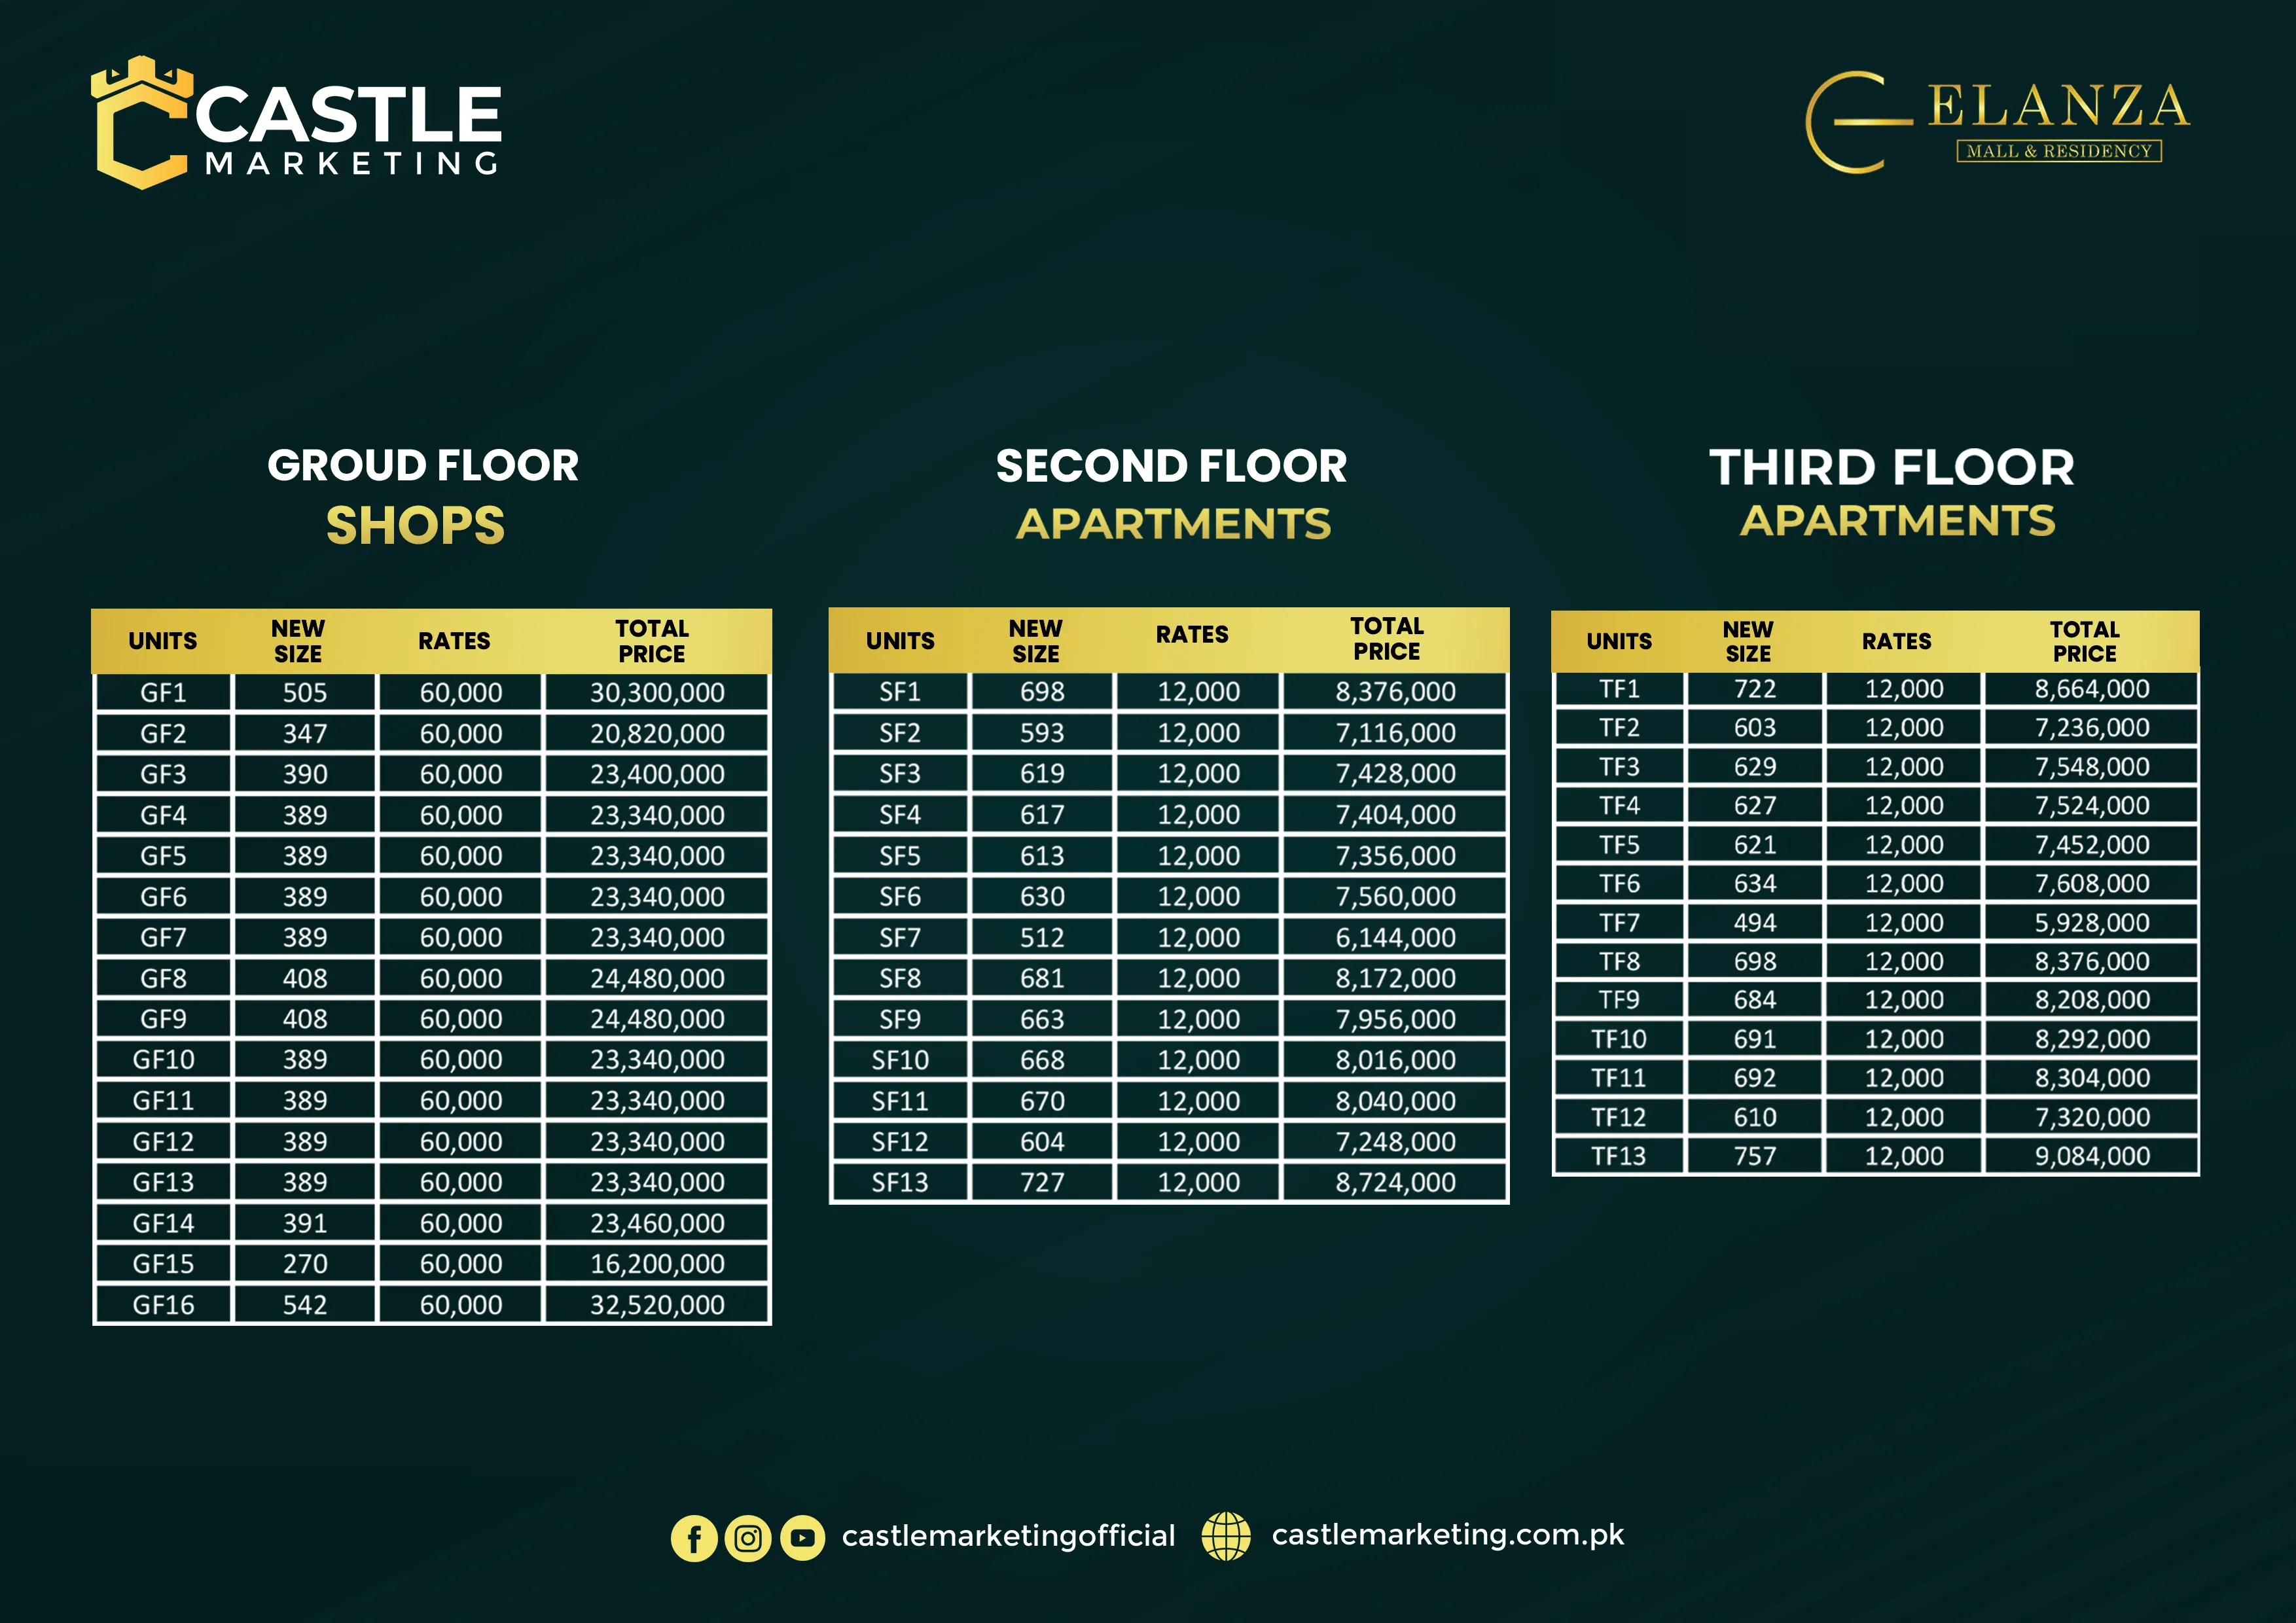 CASTLE
MARKETING
ELANZA
MALL & RESIDENCY
GROUD FLOOR
SHOPS
UNITS NEW SIZE RATES TOTAL PRICE
GF1 505 60,000 30,300,000
GF2 347 60,000 20,820,000
GF3 390 60,000 23,400,000
GF4 389 60,000 23,340,000
GF5 389 60,000 23,340,000
GF6 389 60,000 23,340,000
GF7 389 60,000 23,340,000
GF8 408 60,000 24,480,000
GF9 408 60,000 24,480,000
GF10 389 60,000 23,340,000
GF11 389 60,000 23,340,000
GF12 389 60,000 23,340,000
GF13 389 60,000 23,340,000
GF14 391 60,000 23,460,000
GF15 270 60,000 16,200,000
GF16 542 60,000 32,520,000
SECOND FLOOR
APARTMENTS
UNITS NEW SIZE RATES TOTAL PRICE
SF1 698 12,000 8,376,000
SF2 593 12,000 7,116,000
SF3 619 12,000 7,428,000
SF4 617 12,000 7,404,000
SF5 613 12,000 7,356,000
SF6 630 12,000 7,560,000
SF7 512 12,000 6,144,000
SF8 681 12,000 8,172,000
SF9 663 12,000 7,956,000
SF10 668 12,000 8,016,000
SF11 670 12,000 8,040,000
SF12 604 12,000 7,248,000
SF13 727 12,000 8,724,000
THIRD FLOOR
APARTMENTS
UNITS NEW SIZE RATES TOTAL PRICE
TF1 722 12,000 8,664,000
TF2 603 12,000 7,236,000
TF3 629 12,000 7,548,000
TF4 627 12,000 7,524,000
TF5 621 12,000 7,452,000
TF6 634 12,000 7,608,000
TF7 494 12,000 5,928,000
TF8 698 12,000 8,376,000
TF9 684 12,000 8,208,000
TF10 691 12,000 8,292,000
TF11 692 12,000 8,304,000
TF12 610 12,000 7,320,000
TF13 757 12,000 9,084,000
castlemarketingofficial castlemarketing.com.pk